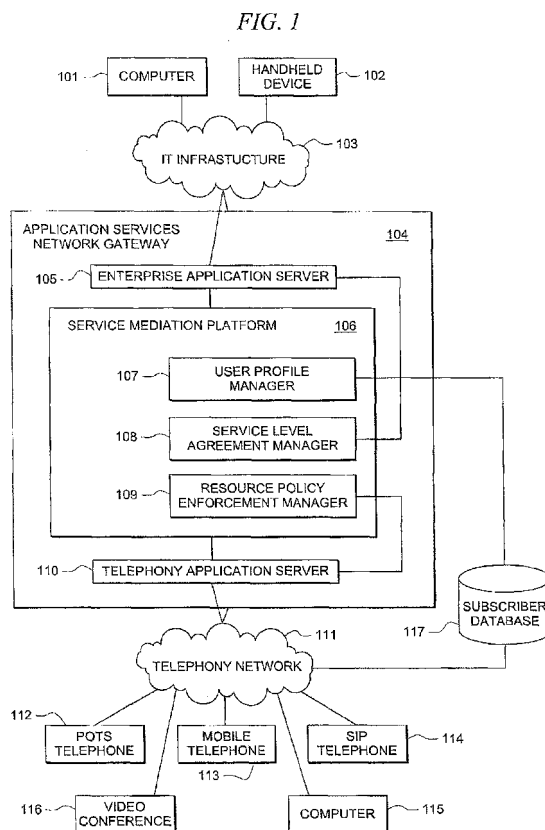 FIG. 1
101
COMPUTER
HANDHELD
DEVICE
102
103
IT INFRASTUCTURE
APPLICATION SERVICES
NETWORK GATEWAY
104
105
ENTERPRISE APPLICATION SERVER
SERVICE MEDIATION PLATFORM
106
107
USER PROFILE
MANAGER
108
SERVICE LEVEL
AGREEMENT MANAGER
109
RESOURCE POLICY
ENFORCEMENT MANAGER
110
TELEPHONY APPLICATION SERVER
SUBSCRIBER
DATABASE
117
111
TELEPHONY NETWORK
112
POTS
TELEPHONE
MOBILE
TELEPHONE
113
SIP
TELEPHONE
114
116
VIDEO
CONFERENCE
COMPUTER
115